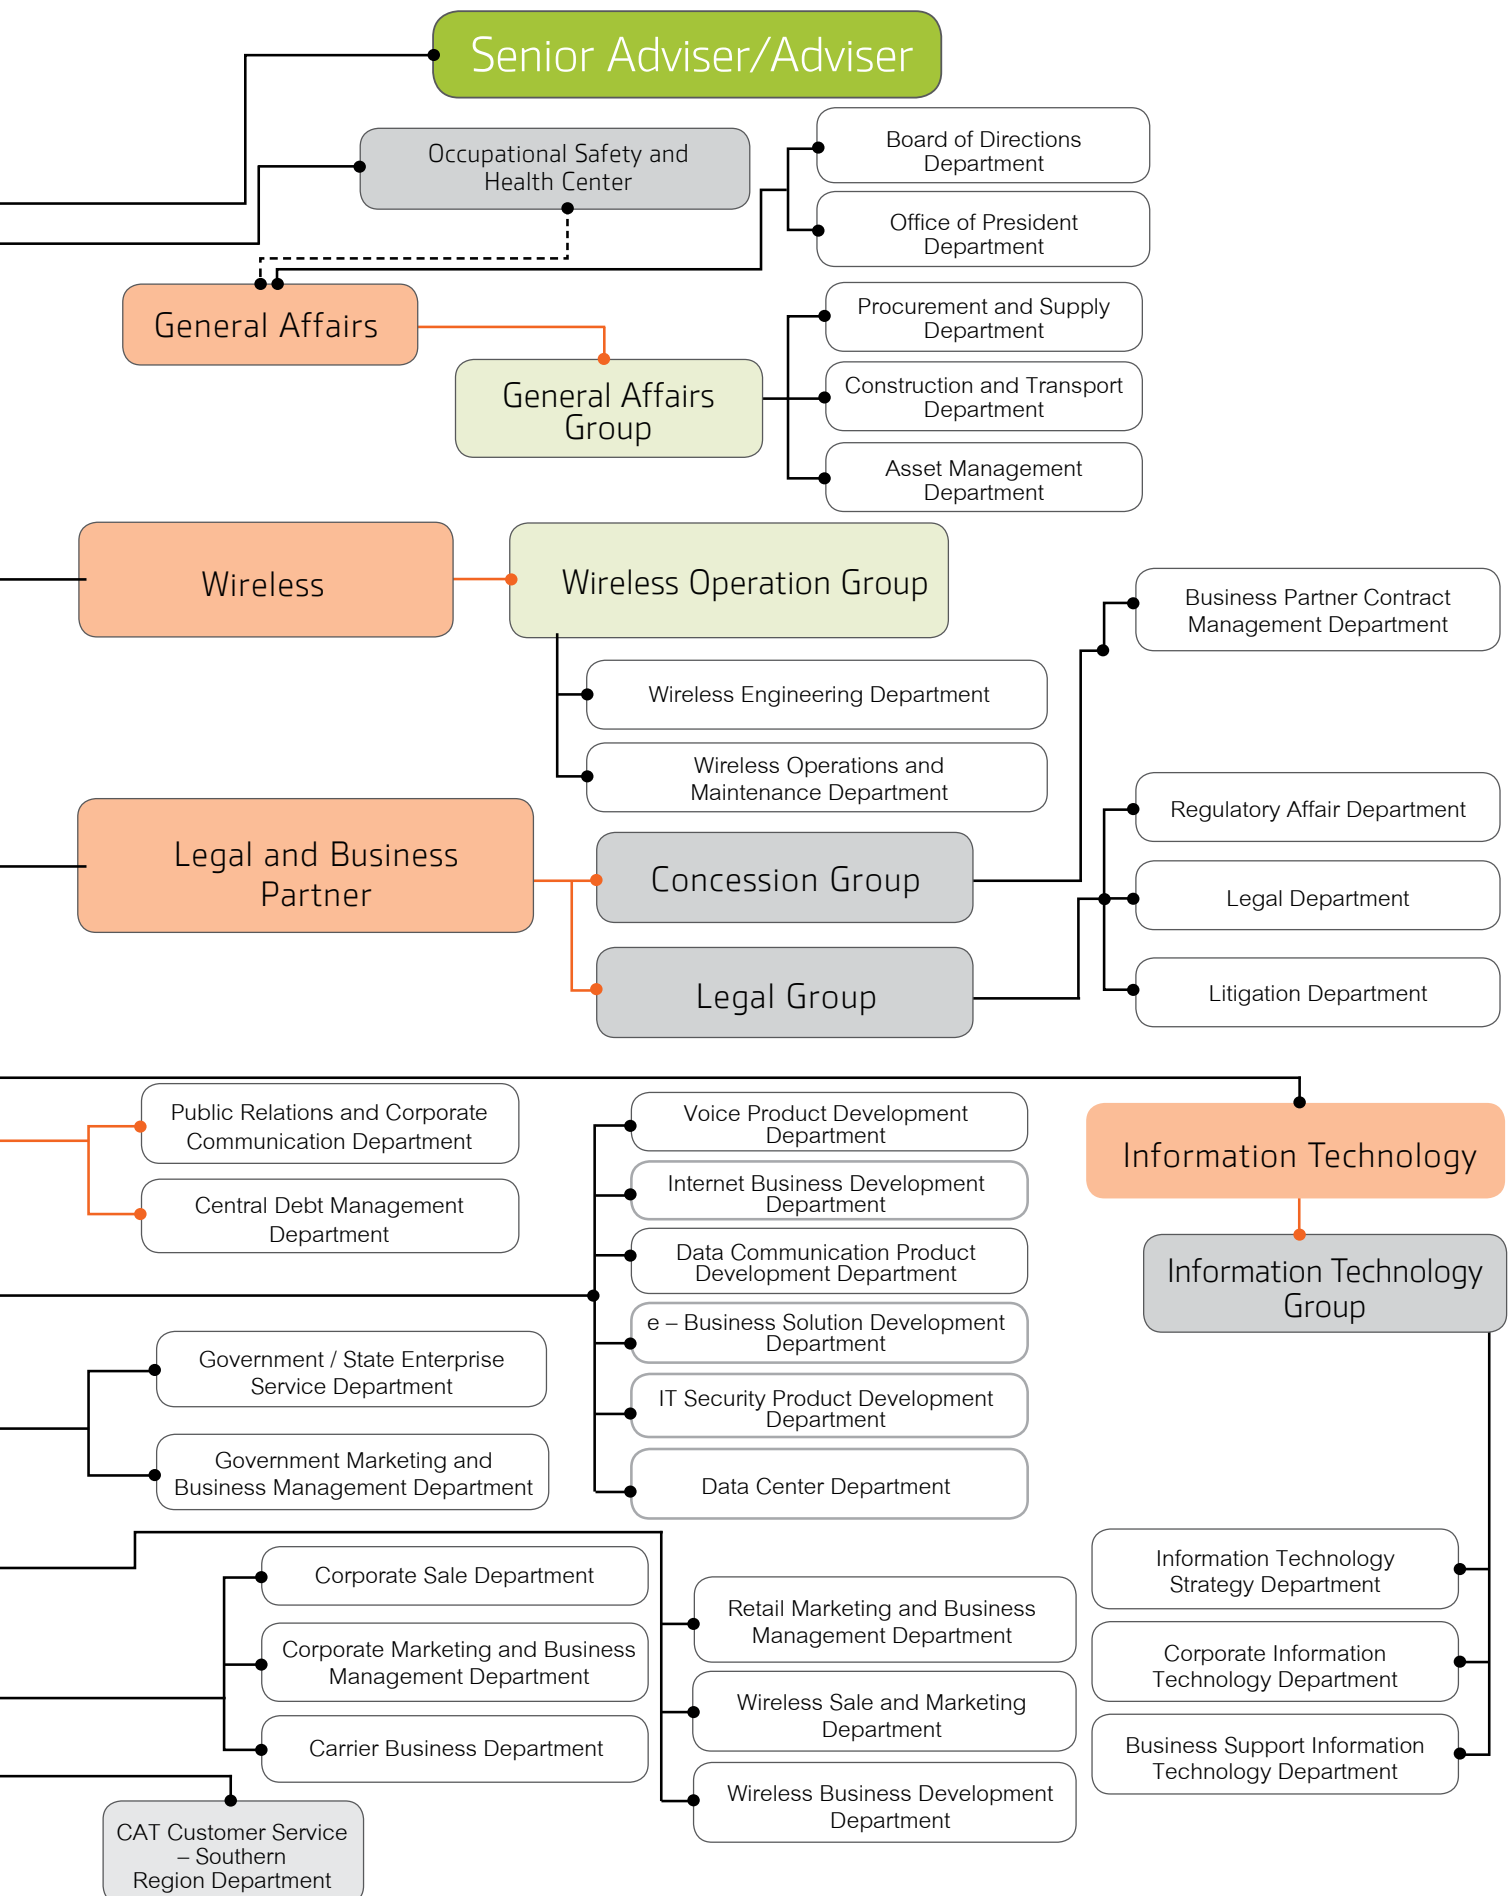 Senior Adviser/Adviser
Occupational Safety and
Health Center
Board of Directions
Department
Office of President
Department
General Affairs
Procurement and Supply
Department
General Affairs
Group
Construction and Transport
Department
Asset Management
Department
Wireless
Wireless Operation Group
Business Partner Contract
Management Department
Wireless Engineering Department
Wireless Operations and
Maintenance Department
Legal and Business
Partner
Concession Group
Legal Group
Regulatory Affair Department
Legal Department
Litigation Department
Public Relations and Corporate
Communication Department
Central Debt Management
Department
Voice Product Development
Department
Internet Business Development
Department
Data Communication Product
Development Department
e – Business Solution Development
Department
IT Security Product Development
Department
Data Center Department
Information Technology
Information Technology
Group
Government / State Enterprise
Service Department
Government Marketing and
Business Management Department
Corporate Sale Department
Corporate Marketing and Business
Management Department
Carrier Business Department
Retail Marketing and Business
Management Department
Wireless Sale and Marketing
Department
Wireless Business Development
Department
Information Technology
Strategy Department
Corporate Information
Technology Department
Business Support Information
Technology Department
CAT Customer Service
– Southern
Region Department